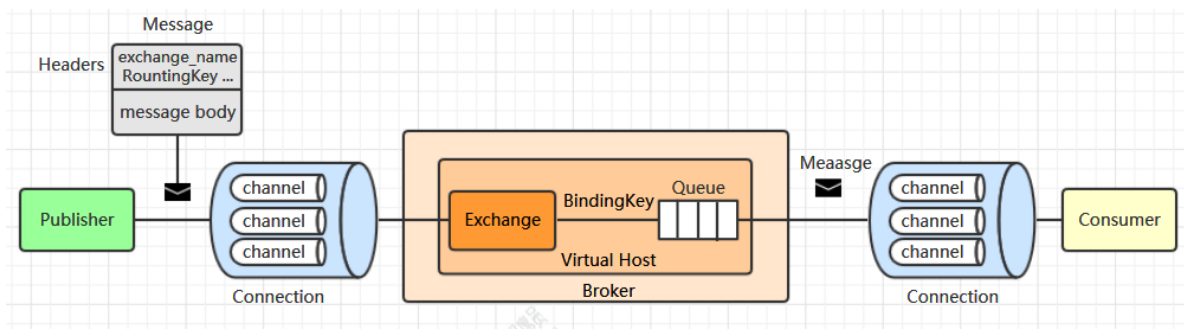 Message
Headers
exchange_name
RountingKey ...
message body
Publisher
channel
channel
channel
Connection
Exchange
BindingKey
Queue
Virtual Host
Broker
Meaasge
channel
channel
channel
Connection
Consumer